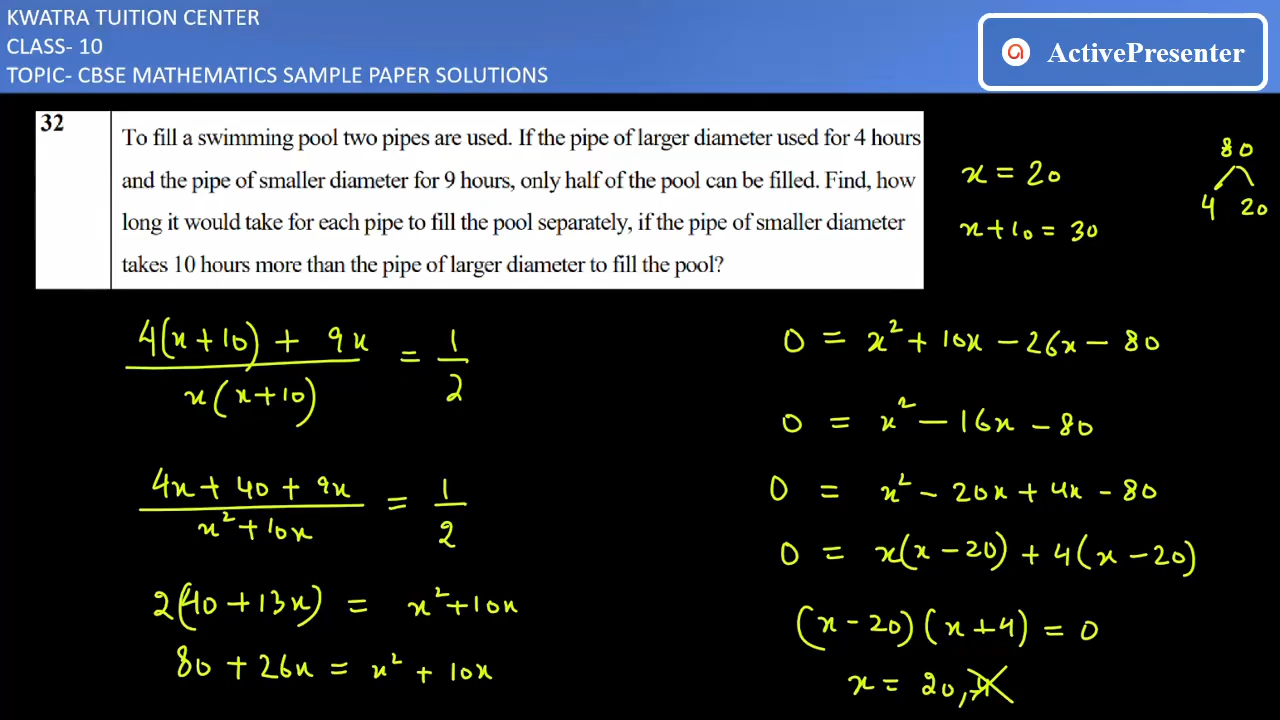 KWATRA TUITION CENTER
CLASS- 10
TOPIC- CBSE MATHEMATICS SAMPLE PAPER SOLUTIONS
ActivePresenter
32
To fill a swimming pool two pipes are used. If the pipe of larger diameter used for 4 hours
and the pipe of smaller diameter for 9 hours, only half of the pool can be filled. Find, how
long it would take for each pipe to fill the pool separately, if the pipe of smaller diameter
takes 10 hours more than the pipe of larger diameter to fill the pool?
x = 20
x + 10 = 30
80
4 20
4(x + 10) + 9x / x(x + 10) = 1/2
4x + 40 + 9x / x² + 10x = 1/2
2(40 + 13x) = x² + 10x
80 + 26x = x² + 10x
0 = x² + 10x - 26x - 80
0 = x² - 16x - 80
0 = x² - 20x + 4x - 80
0 = x(x - 20) + 4(x - 20)
(x - 20)(x + 4) = 0
x = 20,